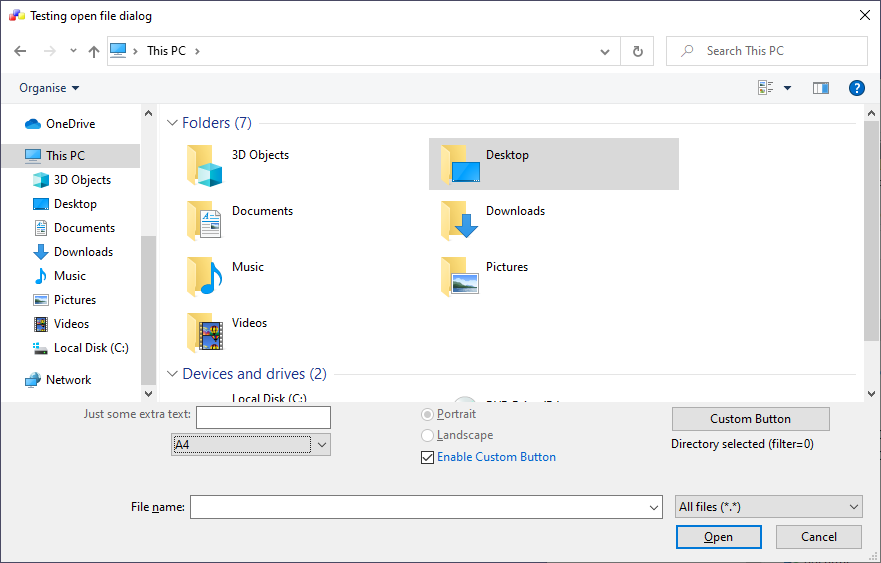 Testing open file dialog
This PC
Search This PC
Organise
OneDrive
This PC
3D Objects
Desktop
Documents
Downloads
Music
Pictures
Videos
Local Disk (C:)
Network
Folders (7)
3D Objects
Desktop
Documents
Downloads
Music
Pictures
Videos
Devices and drives (2)
Local Disk (C:)
Just some extra text:
A4
Portrait
Landscape
Enable Custom Button
Custom Button
Directory selected (filter=0)
File name:
All files (*.*)
Open
Cancel